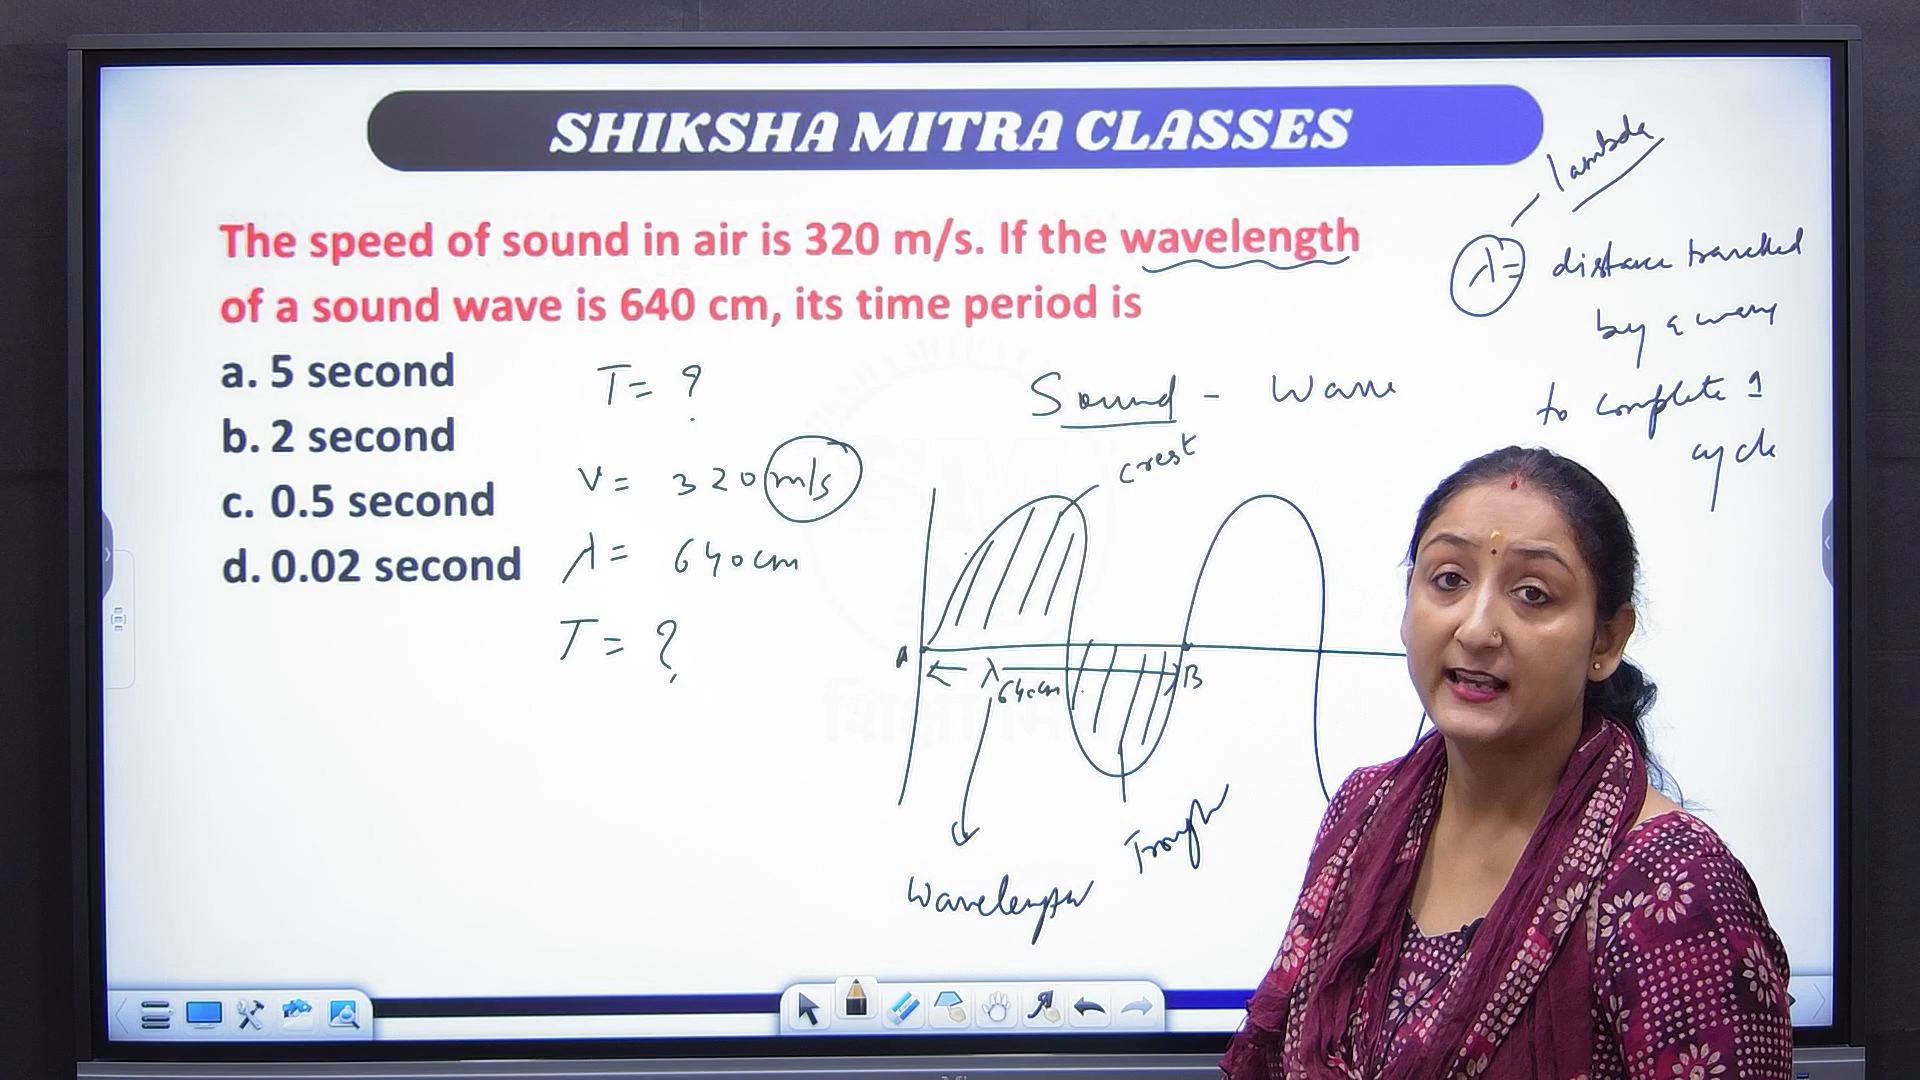 SHIKSHA MITRA CLASSES
The speed of sound in air is 320 m/s. If the wavelength
of a sound wave is 640 cm, its time period is
a. 5 second
b. 2 second
c. 0.5 second
d. 0.02 second
T = ?
V = 320 m/s
λ = 640 cm
T = ?
Sound - Wave
crest
A
λ
640cm
B
Trough
Wavelength
lambda
λ = distance travelled
by a
to complete 1
cycle
शिक्षा मि